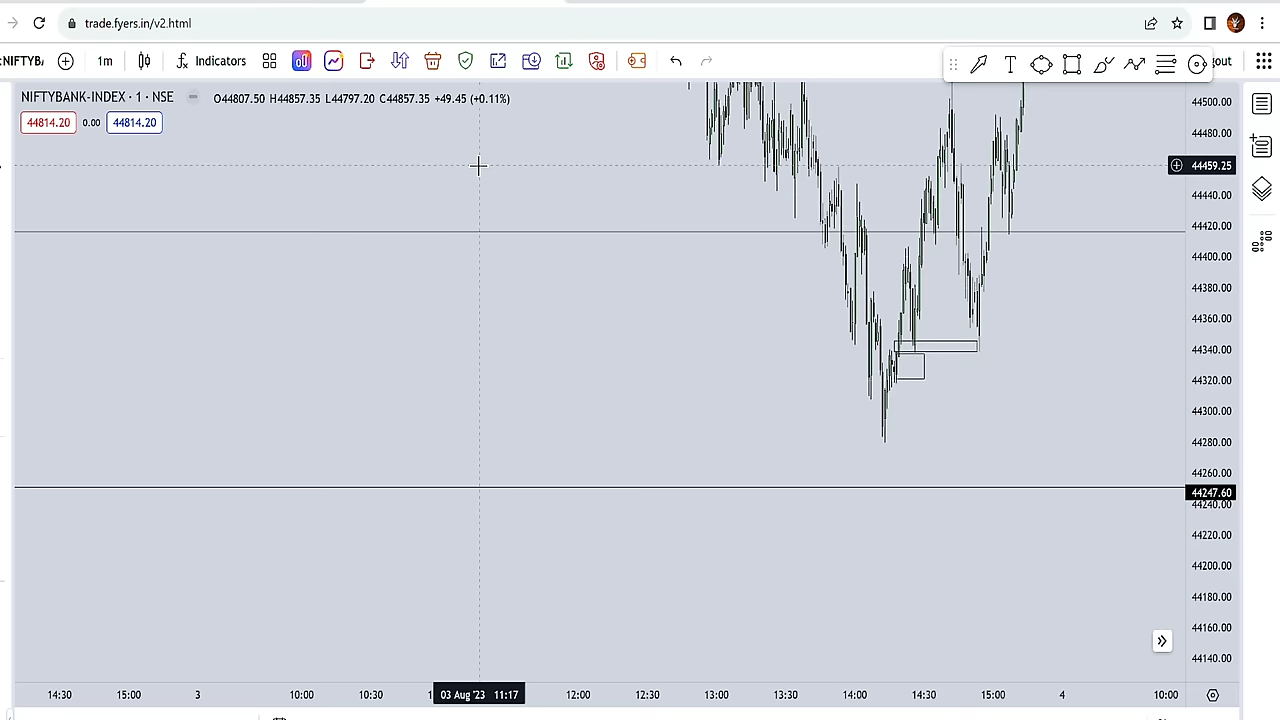 trade.fyers.in/v2.html
:NIFTYBA
1m
Indicators
out
NIFTYBANK-INDEX · 1 · NSE
O44807.50 H44857.35 L44797.20 C44857.35 +49.45 (+0.11%)
44814.20 0.00 44814.20
44500.00
44480.00
44459.25
44440.00
44420.00
44400.00
44380.00
44360.00
44340.00
44320.00
44300.00
44280.00
44260.00
44247.60
44240.00
44220.00
44200.00
44180.00
44160.00
44140.00
14:30 15:00 3 10:00 10:30 1 03 Aug '23 11:17 12:00 12:30 13:00 13:30 14:00 14:30 15:00 4 10:00